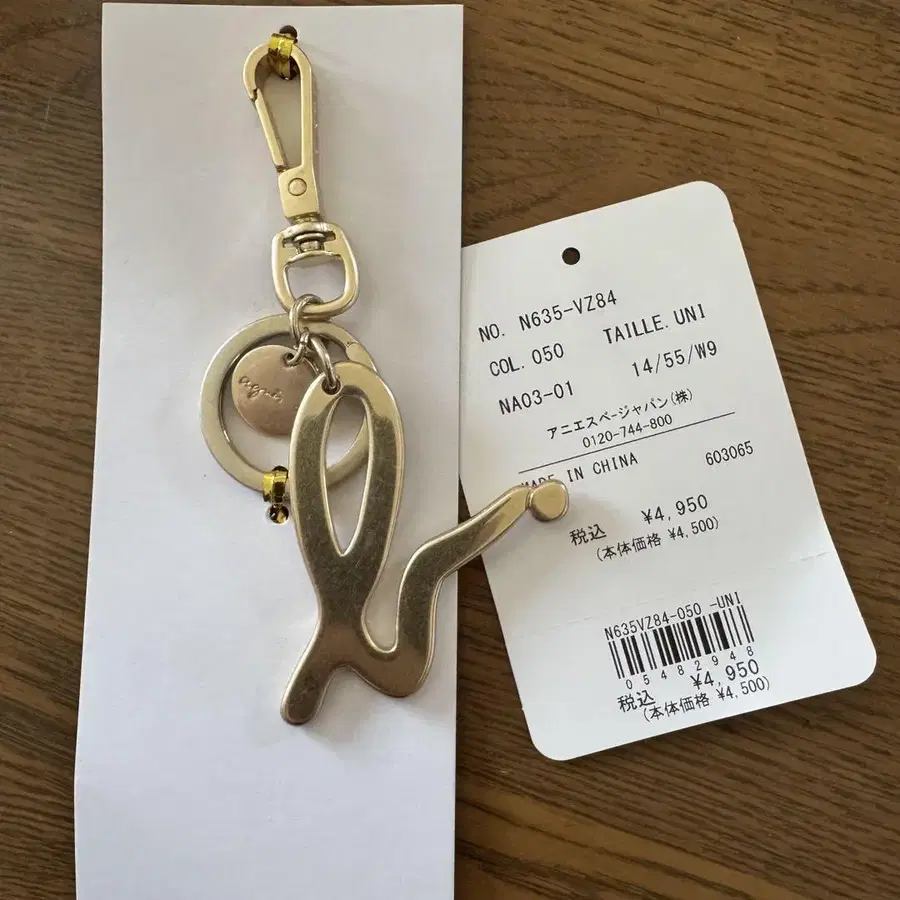 agnès
NO. N635-VZ84
COL. 050 TAILLE. UNI
NA03-01 14/55/W9
アニエスベージャパン(株)
0120-744-800
MADE IN CHINA 603065
税込 ¥4,950
(本体価格 ¥4,500)
N635VZ84-050 -UNI
05482948
税込 ¥4,950
(本体価格 ¥4,500)